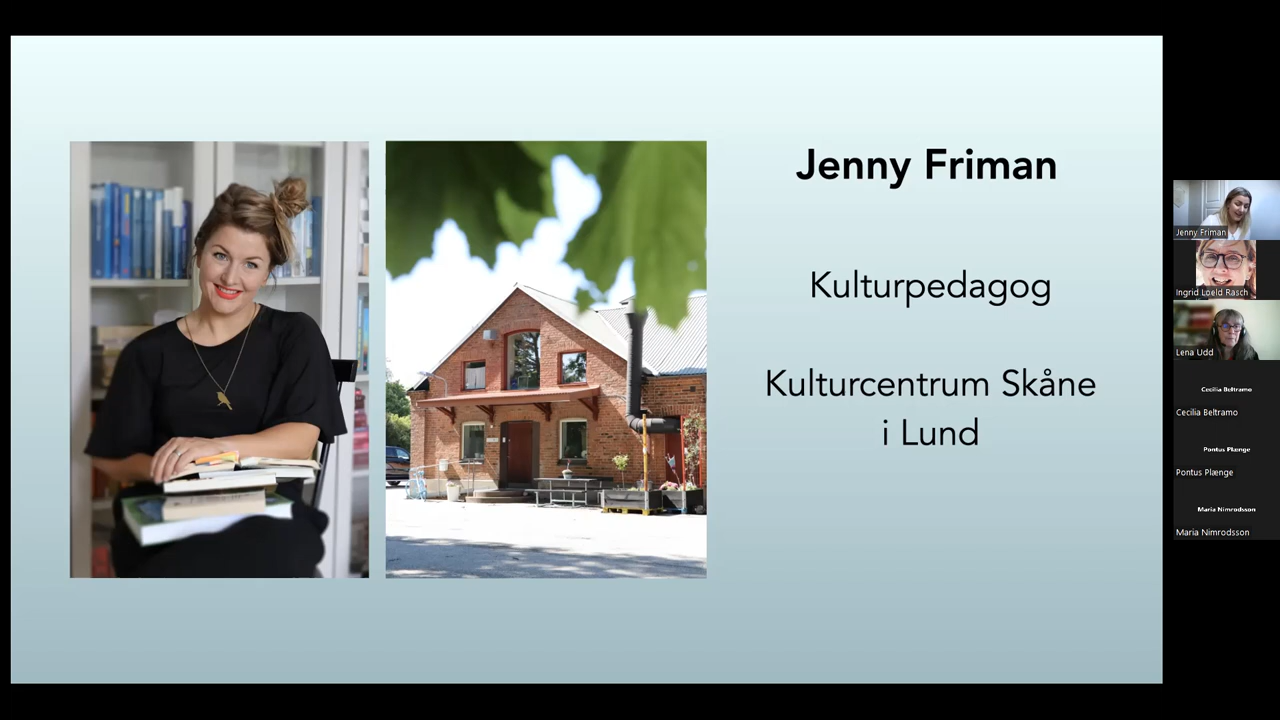 Jenny Friman
Kulturpedagog
Kulturcentrum Skåne
i Lund
Jenny Friman
Ingrid Loeld Rasch
Lena Udd
Cecilia Beltramo
Cecilia Beltramo
Pontus Plænge
Pontus Plænge
Maria Nimrodsson
Maria Nimrodsson